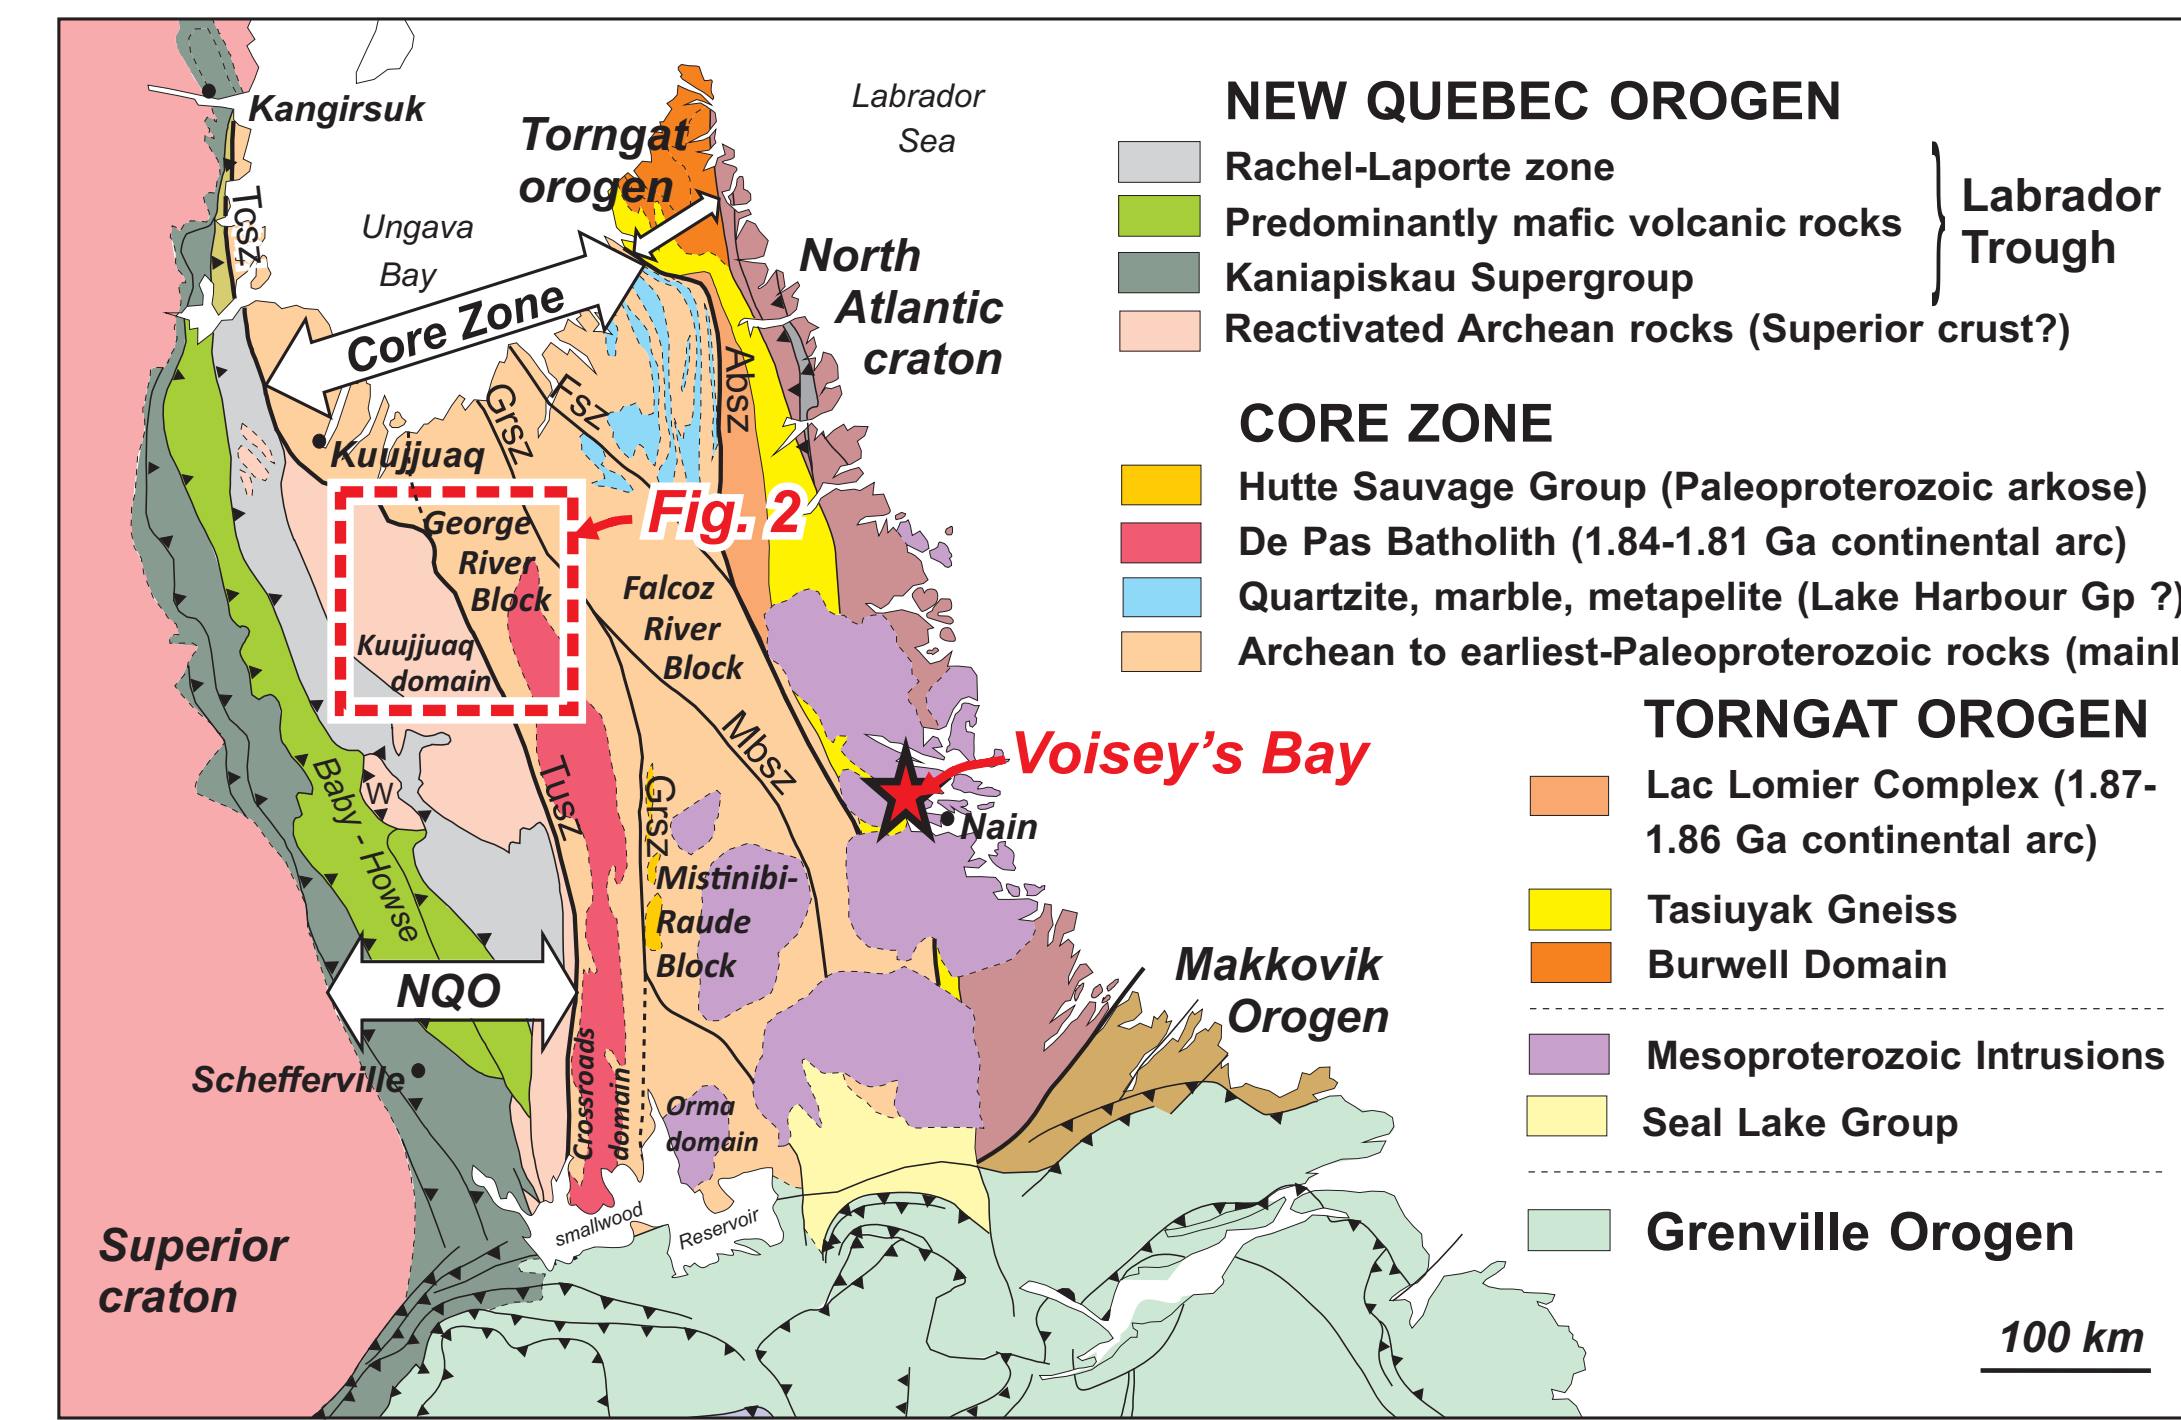 Kangirsuk
Labrador
Sea
Torngat
orogen
Tcsz
Ungava
Bay
North
Atlantic
craton
Core Zone
Absz
Grsz
Fsz
Kuujjuaq
Fig. 2
George
River
Block
Falcoz
River
Block
Kuujjuaq
domain
Voisey's Bay
Mbsz
Tusz
Grsz
W
Baby - Howse
Nain
Mistinibi-
Raude
Block
NQO
Makkovik
Orogen
Schefferville
Crossroads
domain
Orma
domain
smallwood
Reservoir
Superior
craton
NEW QUEBEC OROGEN
Rachel-Laporte zone
Predominantly mafic volcanic rocks
Kaniapiskau Supergroup
Labrador
Trough
Reactivated Archean rocks (Superior crust?)
CORE ZONE
Hutte Sauvage Group (Paleoproterozoic arkose)
De Pas Batholith (1.84-1.81 Ga continental arc)
Quartzite, marble, metapelite (Lake Harbour Gp ?)
Archean to earliest-Paleoproterozoic rocks (mainl
TORNGAT OROGEN
Lac Lomier Complex (1.87-
1.86 Ga continental arc)
Tasiuyak Gneiss
Burwell Domain
Mesoproterozoic Intrusions
Seal Lake Group
Grenville Orogen
100 km